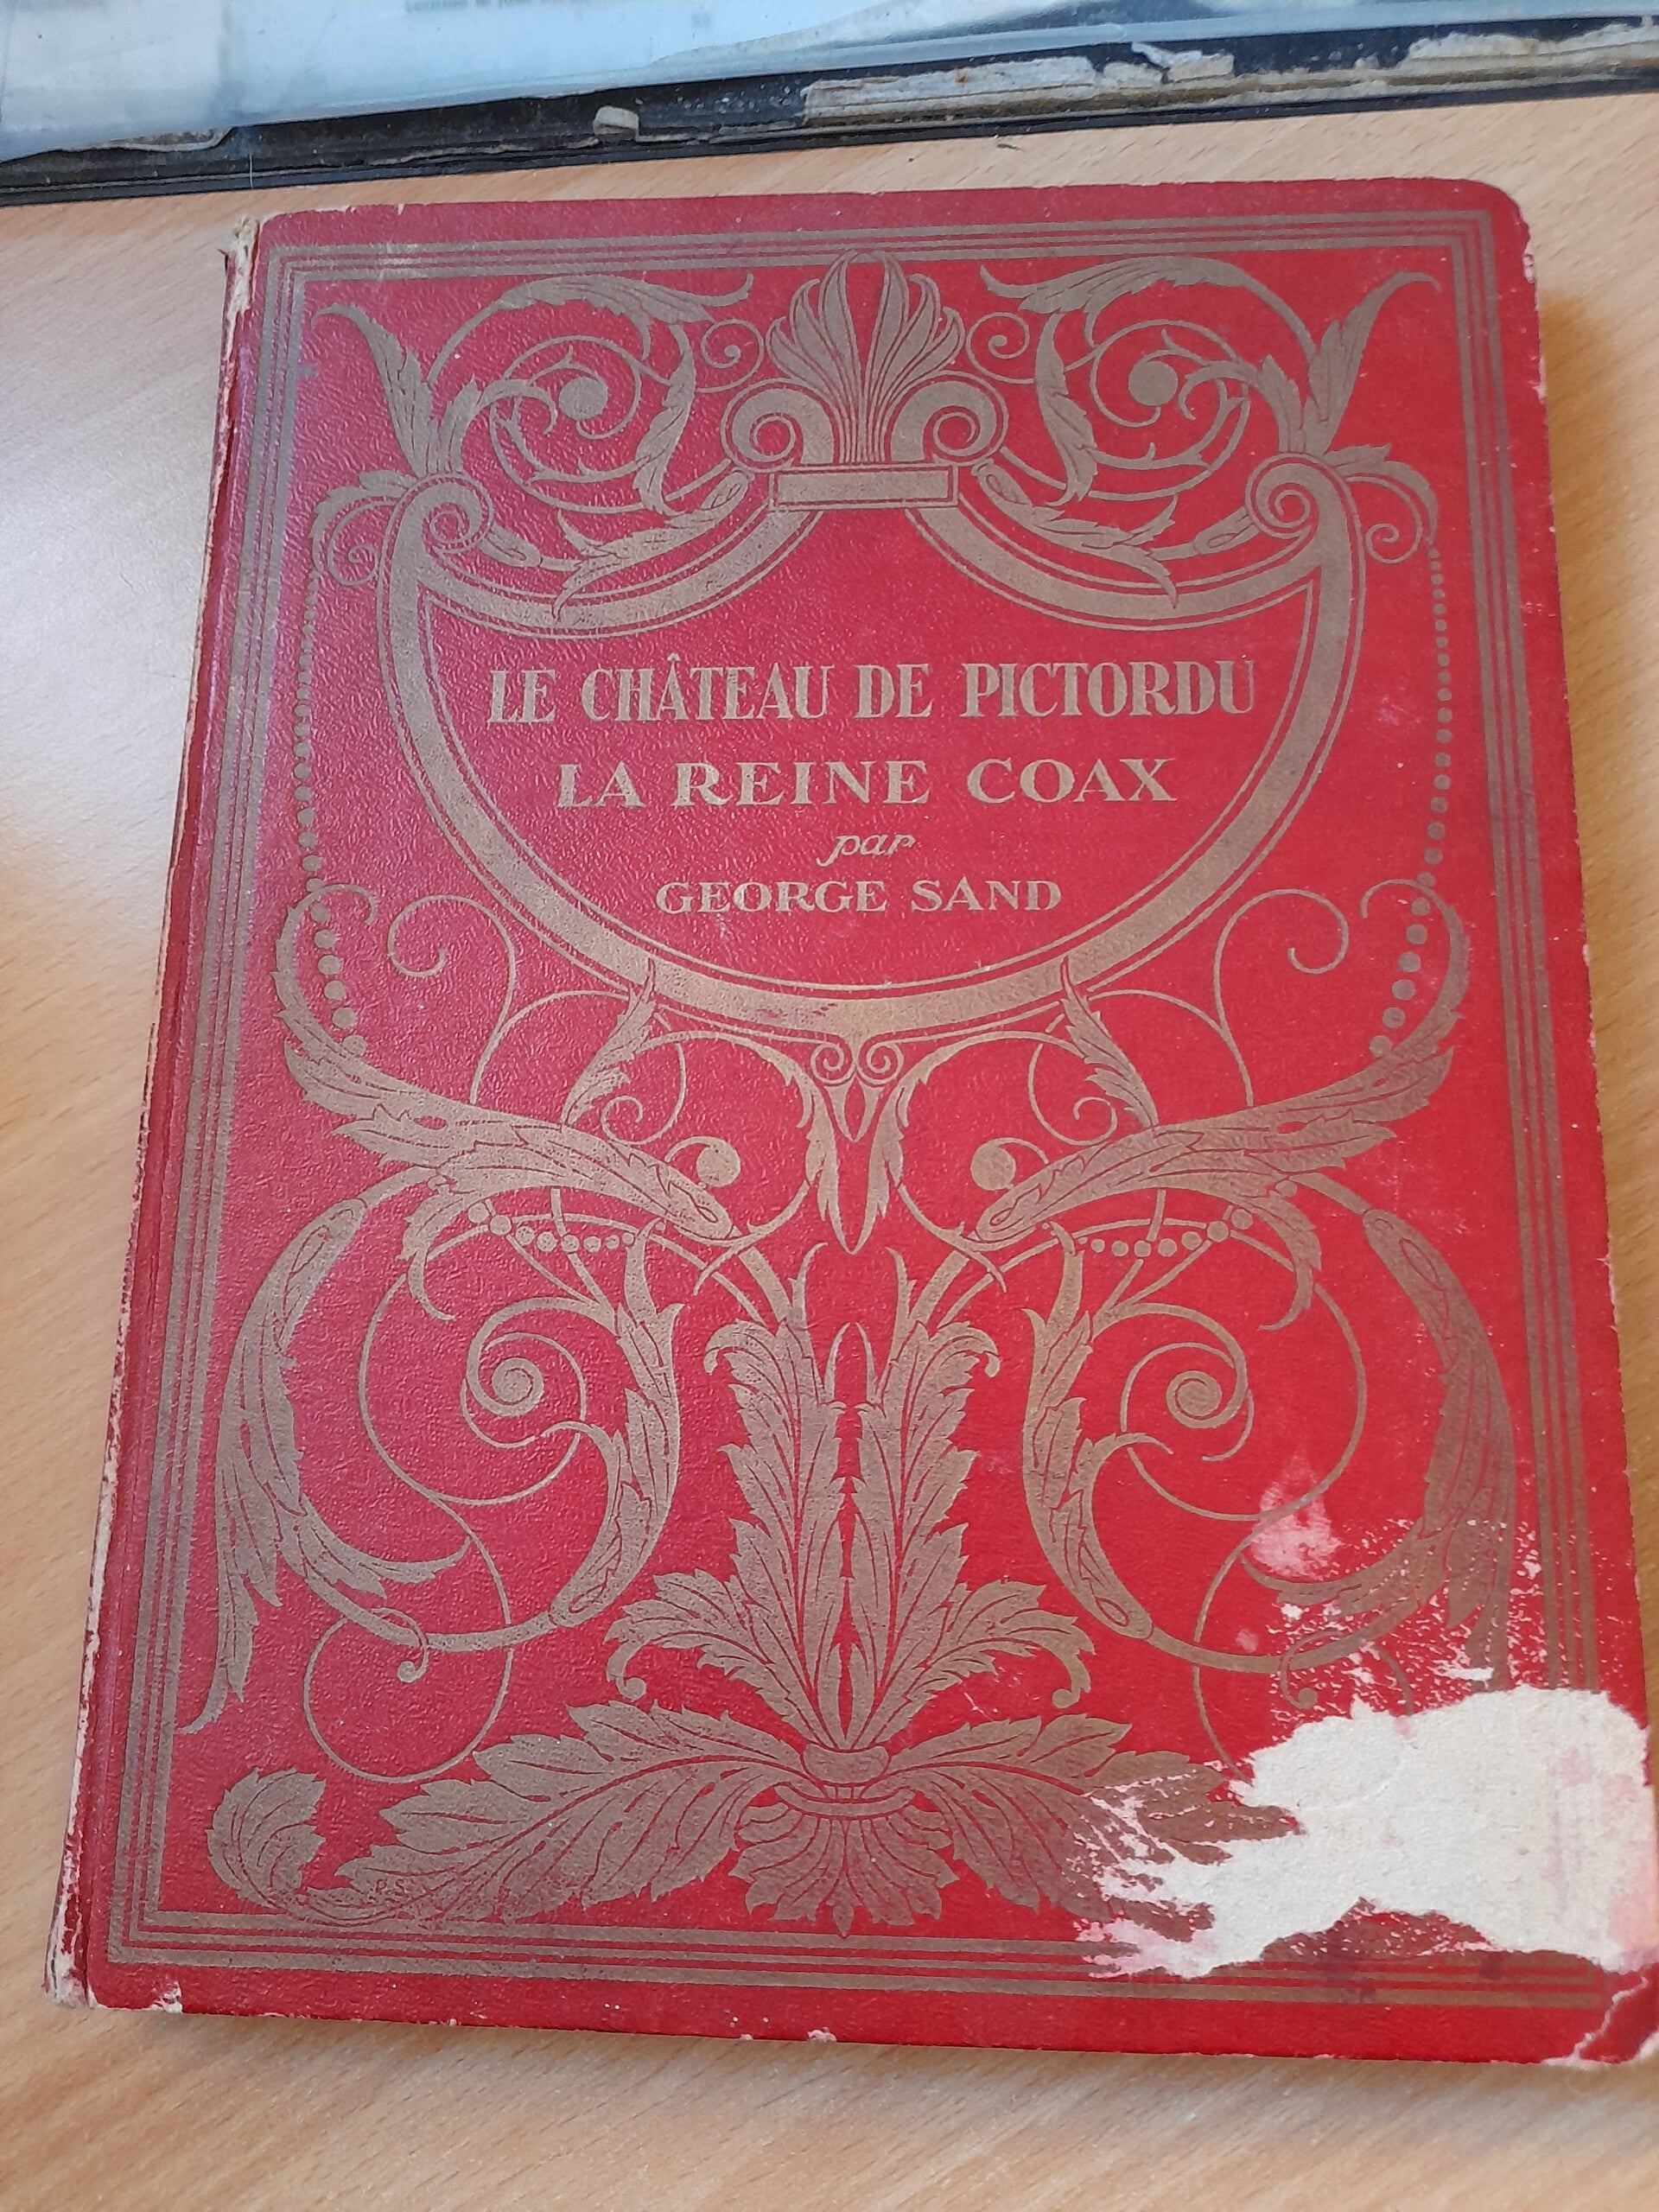 LE CHÂTEAU DE PICTORDU
LA REINE COAX
par
GEORGE SAND
P.S.